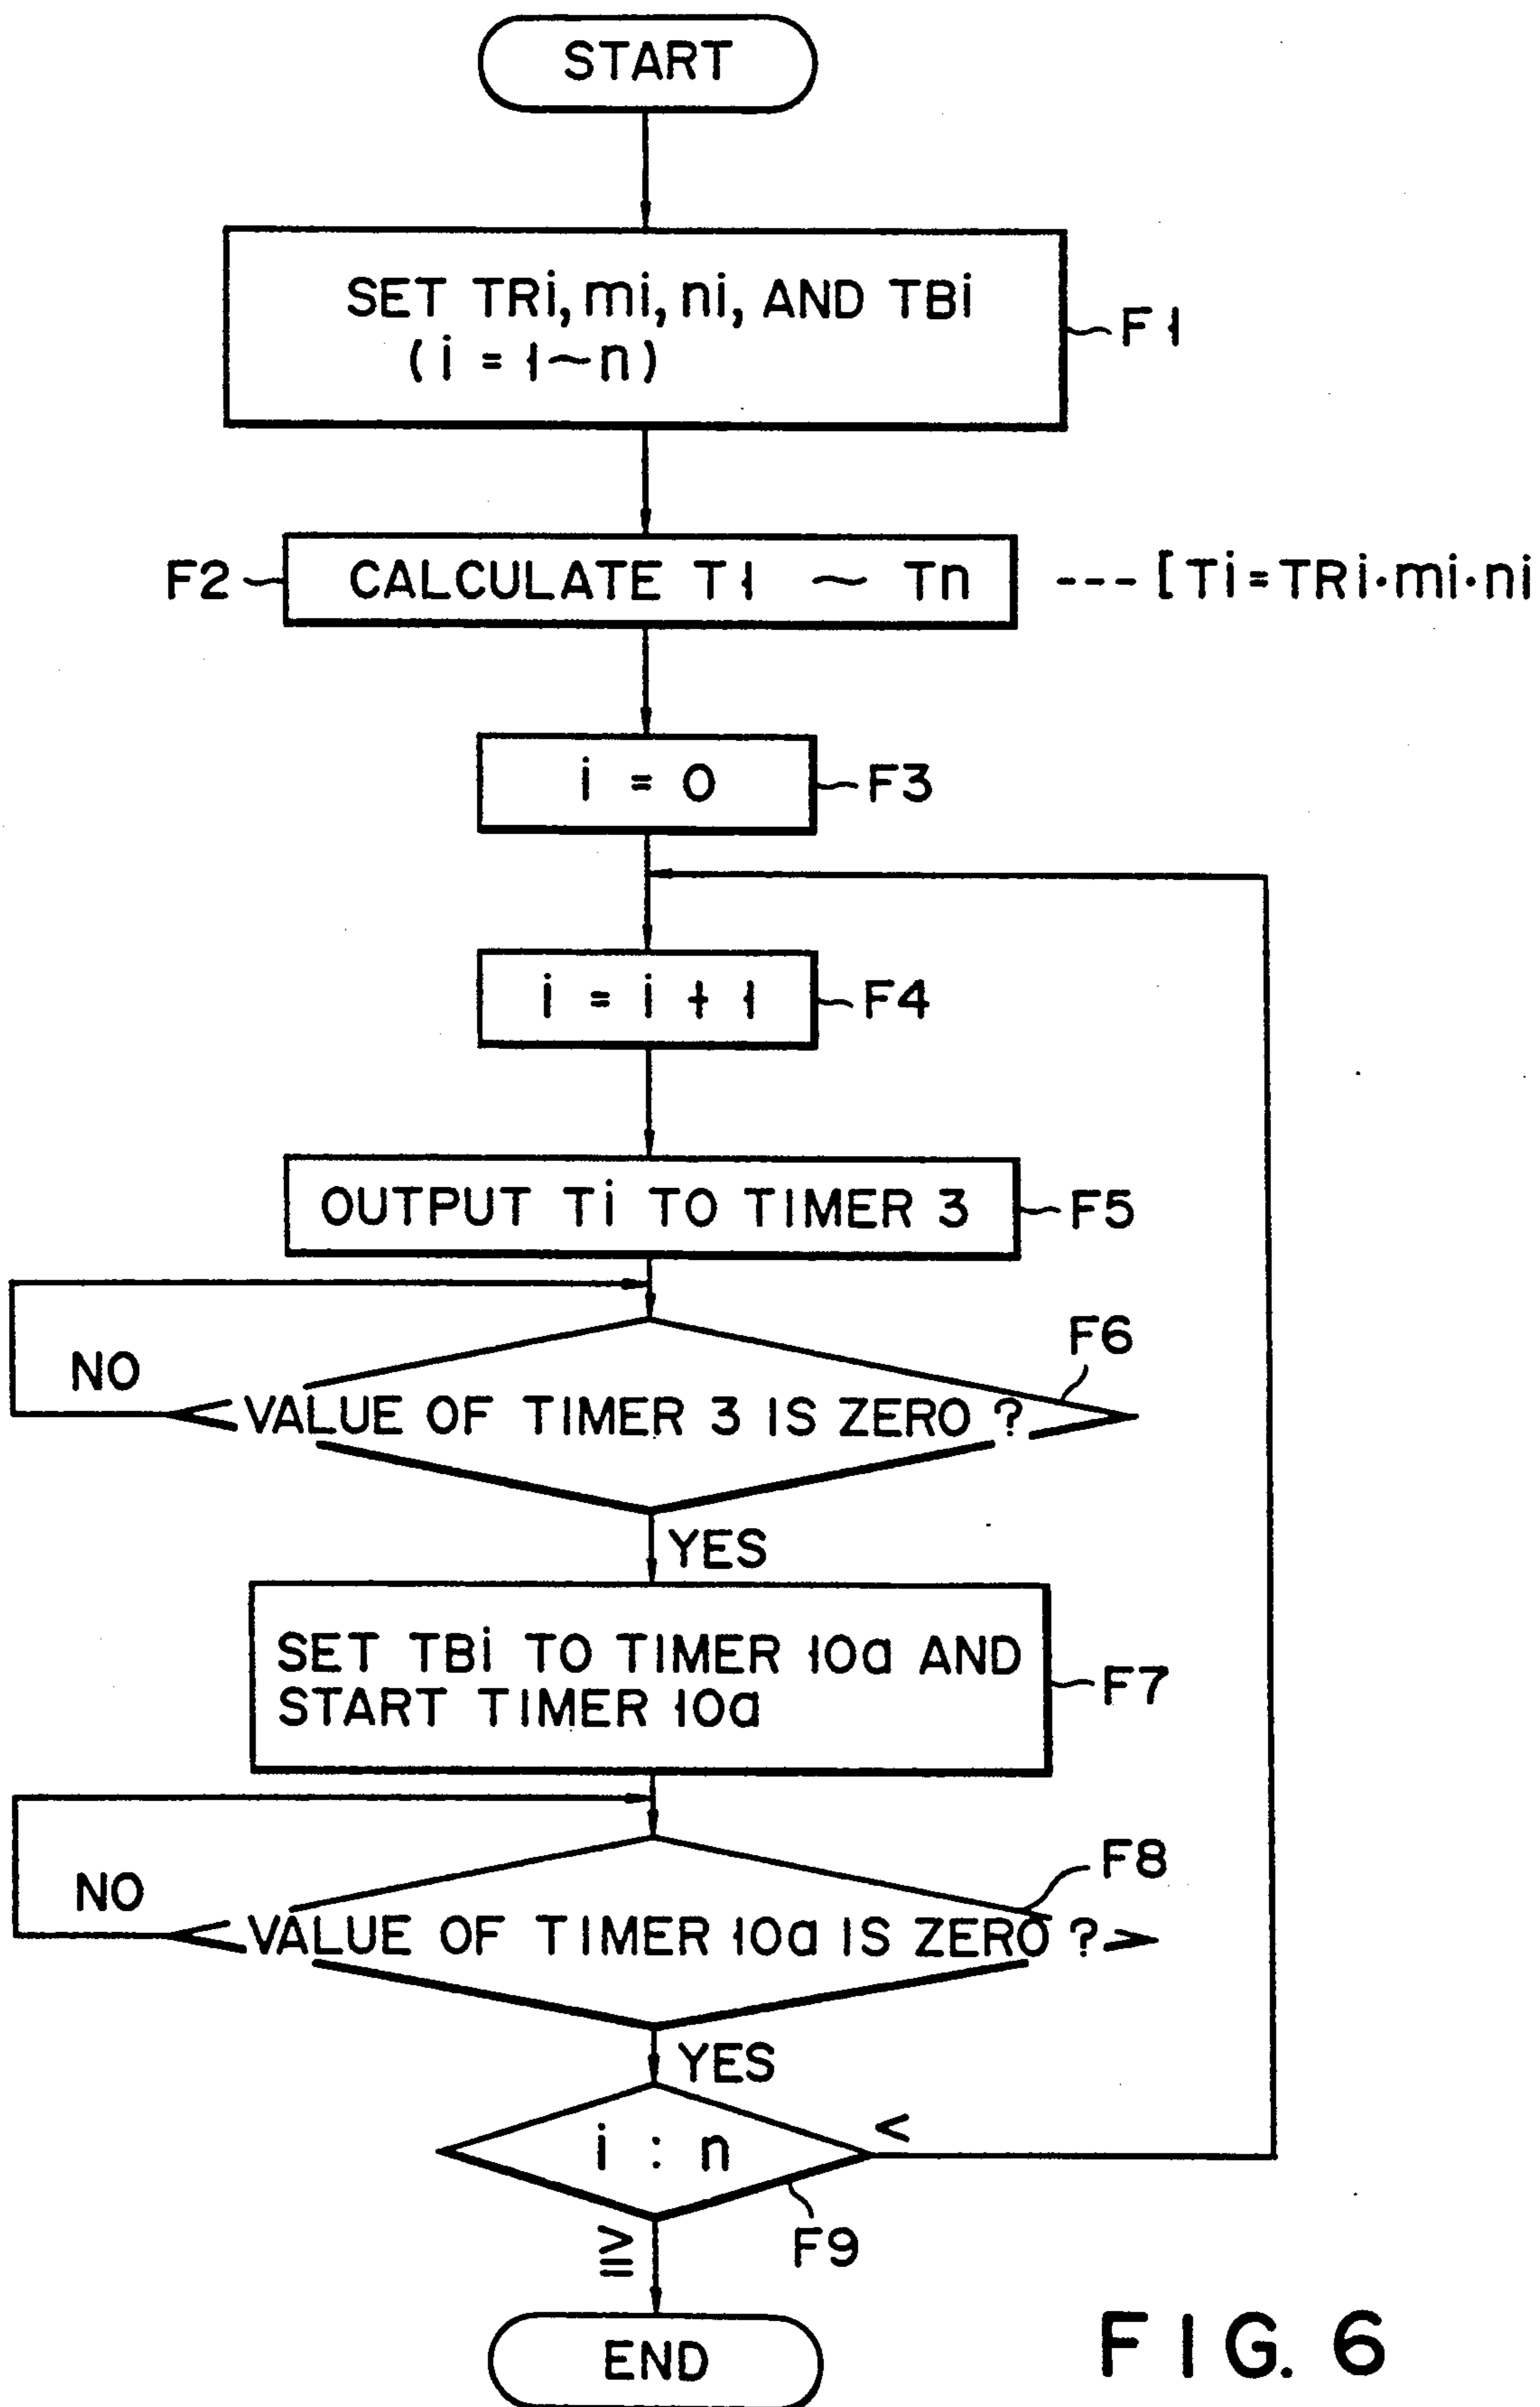 START
SET TRi, mi, ni, AND TBi
(i = 1~n)
F1
F2
CALCULATE T1 ~ Tn
--- [Ti=TRi·mi·ni
i = 0
F3
i = i + 1
F4
OUTPUT Ti TO TIMER 3
F5
F6
NO
VALUE OF TIMER 3 IS ZERO ?
YES
SET TBi TO TIMER 10a AND
START TIMER 10a
F7
F8
NO
VALUE OF TIMER 10a IS ZERO ?
YES
<
i : n
F9
≧
END
FIG. 6